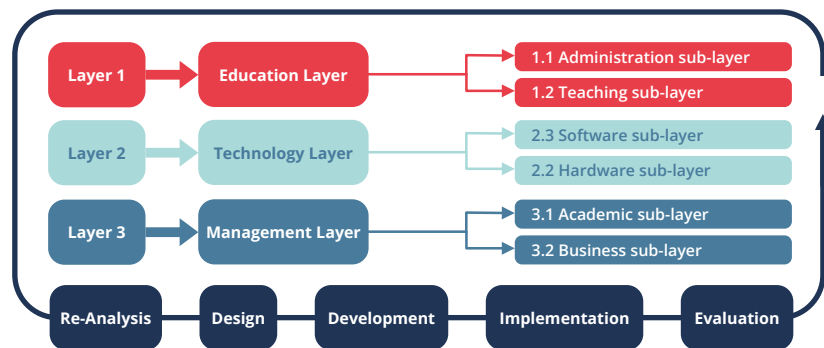 Layer 1
Education Layer
1.1 Administration sub-layer
1.2 Teaching sub-layer
Layer 2
Technology Layer
2.3 Software sub-layer
2.2 Hardware sub-layer
Layer 3
Management Layer
3.1 Academic sub-layer
3.2 Business sub-layer
Re-Analysis
Design
Development
Implementation
Evaluation